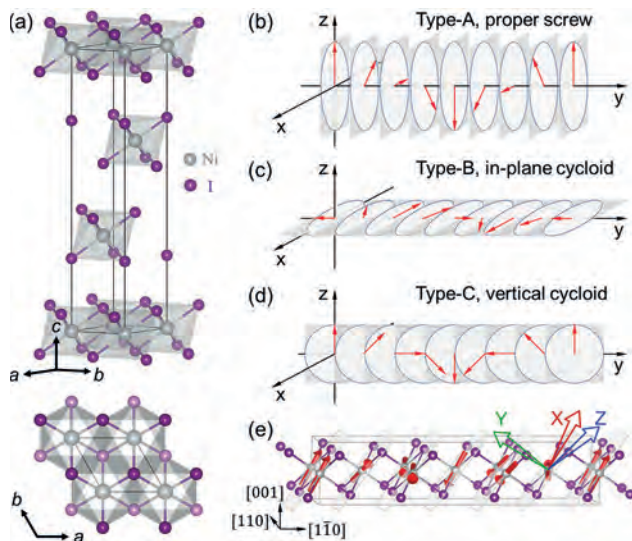 (a)
Ni
I
c
a
b
b
a
(b)
Type-A, proper screw
z
y
x
(c)
Type-B, in-plane cycloid
z
y
x
(d)
Type-C, vertical cycloid
z
y
x
(e)
Y
X
Z
[001]
[110]
[11̄0]